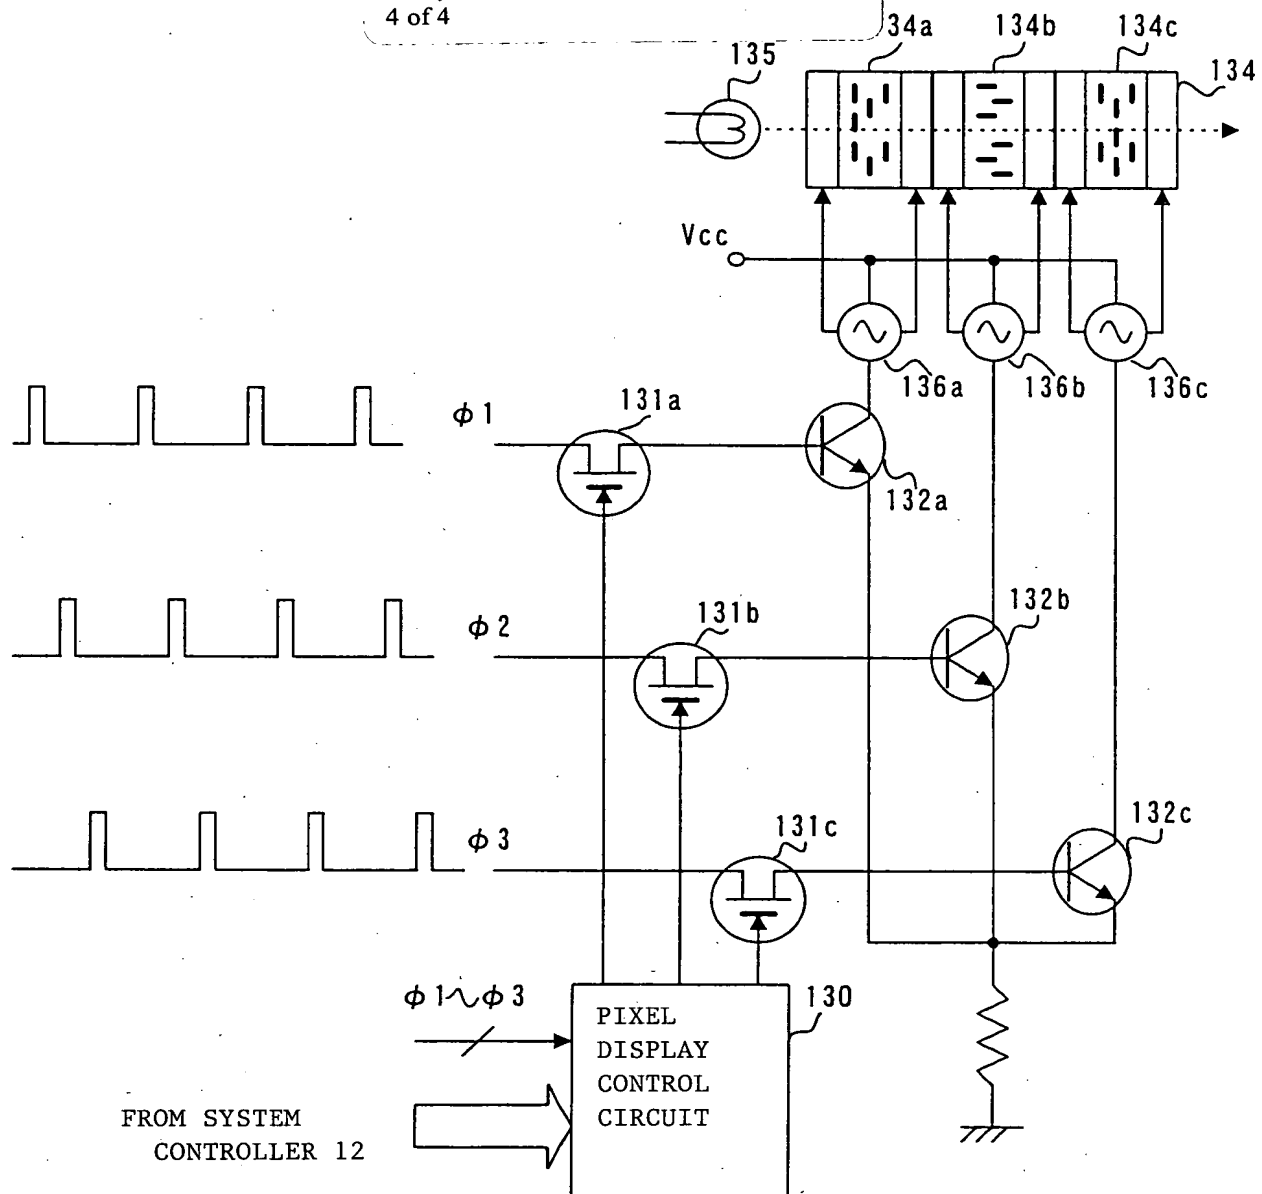 4 of 4
34a
134b
134c
135
134
Vcc
136a
136b
136c
φ1
131a
132a
φ2
131b
132b
φ3
131c
132c
φ1~φ3
130
PIXEL
DISPLAY
CONTROL
CIRCUIT
FROM SYSTEM
CONTROLLER 12